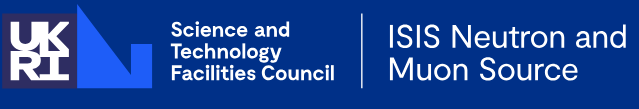 UK
RI
Science and
Technology
Facilities Council
ISIS Neutron and
Muon Source